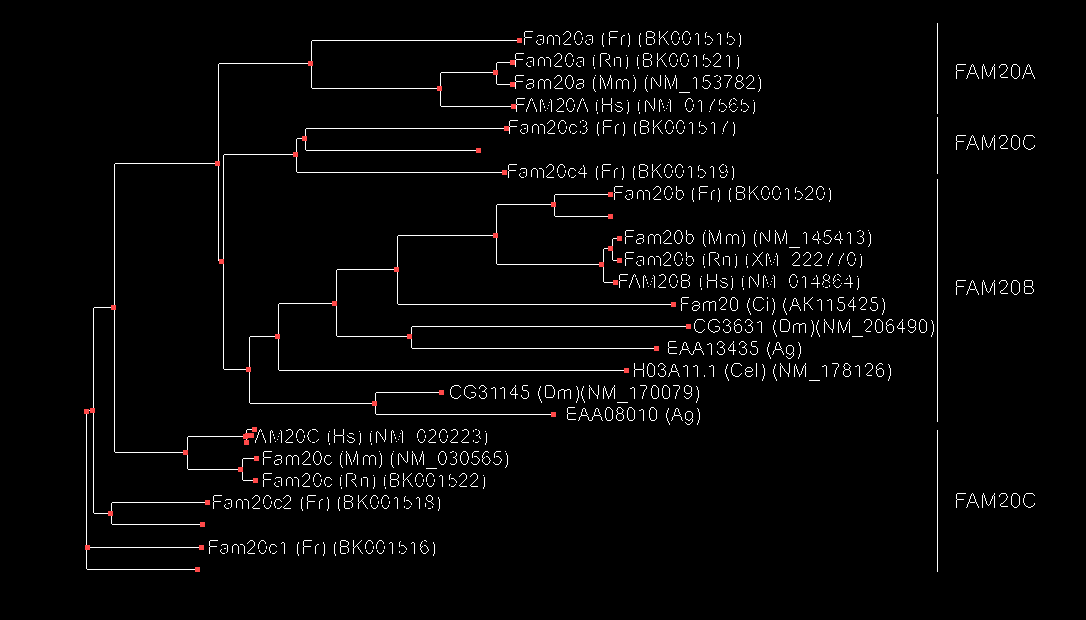 Fam20a (Fr) (BK001515)
Fam20a (Rn) (BK001521)
FAM20A
Fam20a (Mm) (NM_153782)
FAM20A (Hs) (NM_017565)
Fam20c3 (Fr) (BK001517)
FAM20C
Fam20c4 (Fr) (BK001519)
Fam20b (Fr) (BK001520)
Fam20b (Mm) (NM_145413)
Fam20b (Rn) (XM_222770)
FAM20B (Hs) (NM_014864)
FAM20B
Fam20 (Ci) (AK115425)
CG3631 (Dm)(NM_206490)
EAA13435 (Ag)
H03A11.1 (Cel) (NM_178126)
CG31145 (Dm)(NM_170079)
EAA08010 (Ag)
FAM20C (Hs) (NM_020223)
Fam20c (Mm) (NM_030565)
Fam20c (Rn) (BK001522)
Fam20c2 (Fr) (BK001518)
FAM20C
Fam20c1 (Fr) (BK001516)